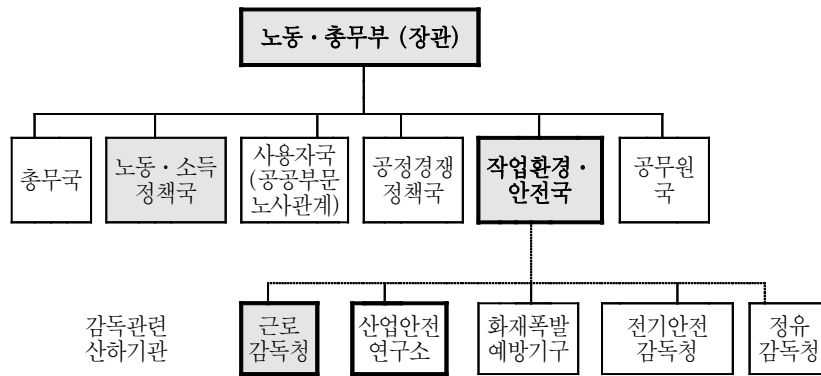 노동·총무부 (장관)
총무국
노동·소득
정책국
사용자국
(공공부문
노사관계)
공정경쟁
정책국
작업환경·
안전국
공무원
국
감독관련
산하기관
근로
감독청
산업안전
연구소
화재폭발
예방기구
전기안전
감독청
정유
감독청